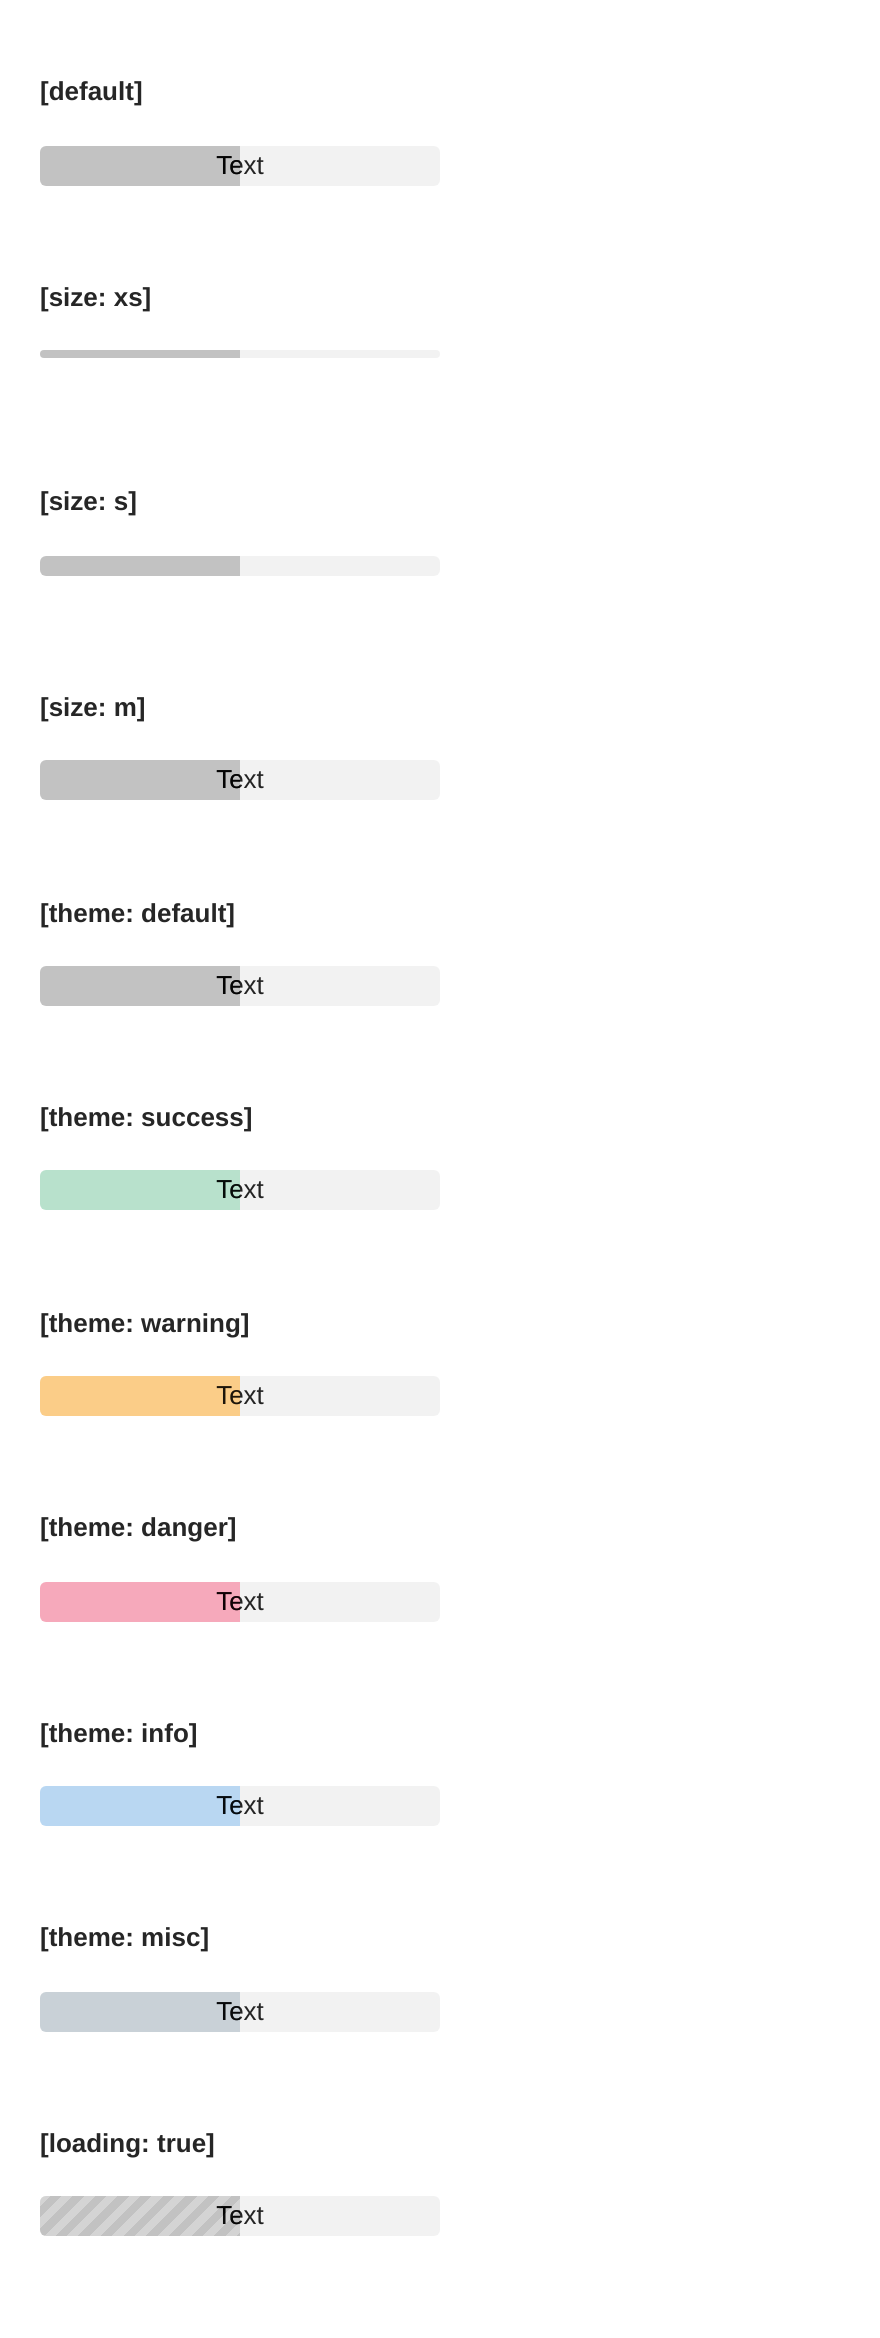 [default]
Text
[size: xs]
[size: s]
[size: m]
Text
[theme: default]
Text
[theme: success]
Text
[theme: warning]
Text
[theme: danger]
Text
[theme: info]
Text
[theme: misc]
Text
[loading: true]
Text